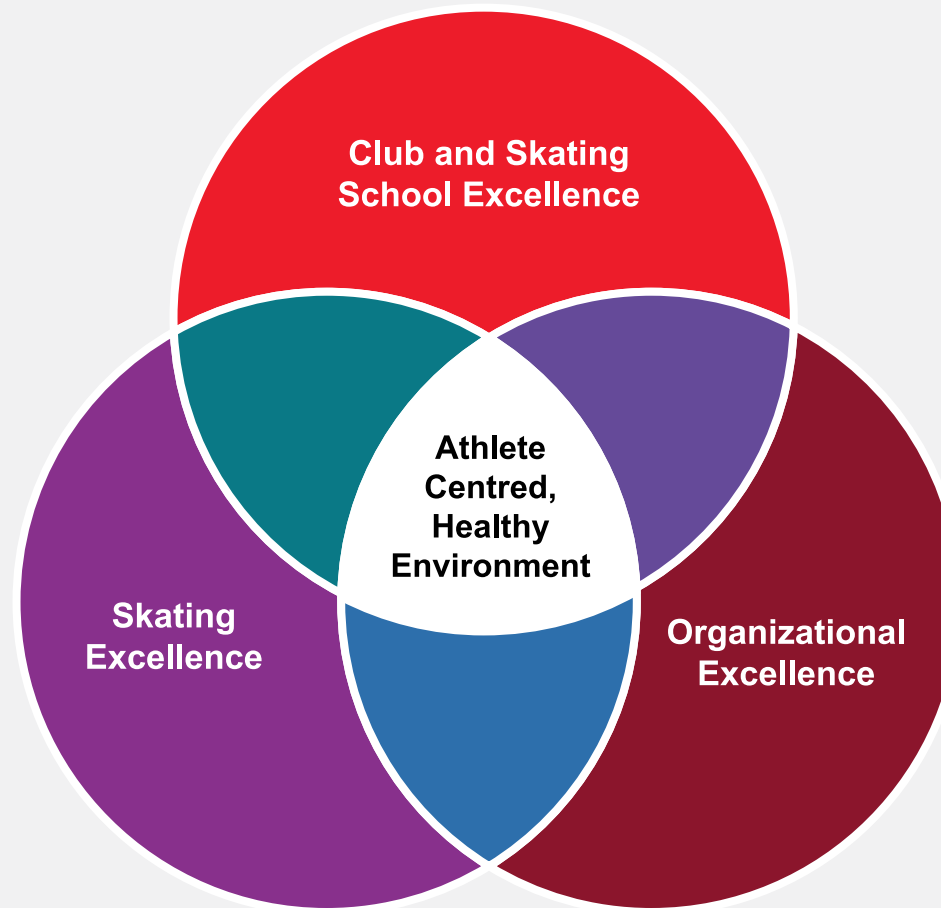 Club and Skating
School Excellence
Athlete
Centred,
Healthy
Environment
Skating
Excellence
Organizational
Excellence